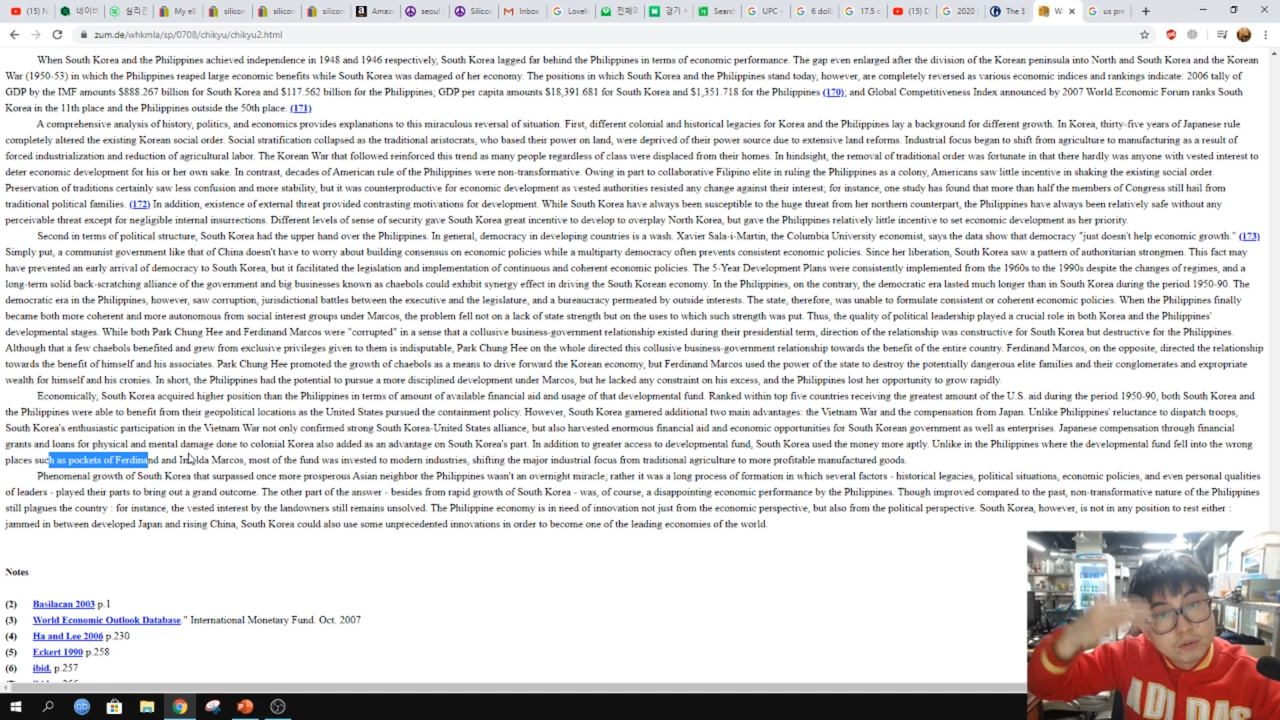 (15) N
네이버
실리콘
My el
silicor
silicor
silicor
Amaz
seoul
Silicor
Inbox
Lovel
전체메
경기
Search
UPC -
6 doll
17.5 c
(15) D
2020
The $
W
us pre
zum.de/whkmla/sp/0708/chikyu/chikyu2.html
When South Korea and the Philippines achieved independence in 1948 and 1946 respectively, South Korea lagged far behind the Philippines in terms of economic performance. The gap even enlarged after the division of the Korean peninsula into North and South Korea and the Korean
War (1950-53) in which the Philippines reaped large economic benefits while South Korea was damaged of her economy. The positions in which South Korea and the Philippines stand today, however, are completely reversed as various economic indices and rankings indicate: 2006 tally of
GDP by the IMF amounts $888.267 billion for South Korea and $117.562 billion for the Philippines; GDP per capita amounts $18,391.681 for South Korea and $1,351.718 for the Philippines (170); and Global Competitiveness Index announced by 2007 World Economic Forum ranks South
Korea in the 11th place and the Philippines outside the 50th place. (171)
A comprehensive analysis of history, politics, and economics provides explanations to this miraculous reversal of situation. First, different colonial and historical legacies for Korea and the Philippines lay a background for different growth. In Korea, thirty-five years of Japanese rule
completely altered the existing Korean social order. Social stratification collapsed as the traditional aristocrats, who based their power on land, were deprived of their power source due to extensive land reforms. Industrial focus began to shift from agriculture to manufacturing as a result of
forced industrialization and reduction of agricultural labor. The Korean War that followed reinforced this trend as many people regardless of class were displaced from their homes. In hindsight, the removal of traditional order was fortunate in that there hardly was anyone with vested interest to
deter economic development for his or her own sake. In contrast, decades of American rule of the Philippines were non-transformative. Owing in part to collaborative Filipino elite in ruling the Philippines as a colony, Americans saw little incentive in shaking the existing social order.
Preservation of traditions certainly saw less confusion and more stability, but it was counterproductive for economic development as vested authorities resisted any change against their interest; for instance, one study has found that more than half the members of Congress still hail from
traditional political families. (172) In addition, existence of external threat provided contrasting motivations for development. While South Korea have always been susceptible to the huge threat from her northern counterpart, the Philippines have always been relatively safe without any
perceivable threat except for negligible internal insurrections. Different levels of sense of security gave South Korea great incentive to develop to overplay North Korea, but gave the Philippines relatively little incentive to set economic development as her priority.
Second in terms of political structure, South Korea had the upper hand over the Philippines. In general, democracy in developing countries is a wash. Xavier Sala-i-Martin, the Columbia University economist, says the data show that democracy "just doesn't help economic growth." (173)
Simply put, a communist government like that of China doesn't have to worry about building consensus on economic policies while a multiparty democracy often prevents consistent economic policies. Since her liberation, South Korea saw a pattern of authoritarian strongmen. This fact may
have prevented an early arrival of democracy to South Korea, but it facilitated the legislation and implementation of continuous and coherent economic policies. The 5-Year Development Plans were consistently implemented from the 1960s to the 1990s despite the changes of regimes, and a
long-term solid back-scratching alliance of the government and big businesses known as chaebols could exhibit synergy effect in driving the South Korean economy. In the Philippines, on the contrary, the democratic era lasted much longer than in South Korea during the period 1950-90. The
democratic era in the Philippines, however, saw corruption, jurisdictional battles between the executive and the legislature, and a bureaucracy permeated by outside interests. The state, therefore, was unable to formulate consistent or coherent economic policies. When the Philippines finally
became both more coherent and more autonomous from social interest groups under Marcos, the problem fell not on a lack of state strength but on the uses to which such strength was put. Thus, the quality of political leadership played a crucial role in both Korea and the Philippines'
developmental stages. While both Park Chung Hee and Ferdinand Marcos were "corrupted" in a sense that a collusive business-government relationship existed during their presidential term, direction of the relationship was constructive for South Korea but destructive for the Philippines.
Although that a few chaebols benefited and grew from exclusive privileges given to them is indisputable, Park Chung Hee on the whole directed this collusive business-government relationship towards the benefit of the entire country. Ferdinand Marcos, on the opposite, directed the relationship
towards the benefit of himself and his associates. Park Chung Hee promoted the growth of chaebols as a means to drive forward the Korean economy, but Ferdinand Marcos used the power of the state to destroy the potentially dangerous elite families and their conglomerates and expropriate
wealth for himself and his cronies. In short, the Philippines had the potential to pursue a more disciplined development under Marcos, but he lacked any constraint on his excess, and the Philippines lost her opportunity to grow rapidly.
Economically, South Korea acquired higher position than the Philippines in terms of amount of available financial aid and usage of that developmental fund. Ranked within top five countries receiving the greatest amount of the U.S. aid during the period 1950-90, both South Korea and
the Philippines were able to benefit from their geopolitical locations as the United States pursued the containment policy. However, South Korea garnered additional two main advantages: the Vietnam War and the compensation from Japan. Unlike Philippines' reluctance to dispatch troops,
South Korea's enthusiastic participation in the Vietnam War not only confirmed strong South Korea-United States alliance, but also harvested enormous financial aid and economic opportunities for South Korean government as well as enterprises. Japanese compensation through financial
grants and loans for physical and mental damage done to colonial Korea also added as an advantage on South Korea's part. In addition to greater access to developmental fund, South Korea used the money more aptly. Unlike in the Philippines where the developmental fund fell into the wrong
places such as pockets of Ferdinand and Imelda Marcos, most of the fund was invested to modern industries, shifting the major industrial focus from traditional agriculture to more profitable manufactured goods.
Phenomenal growth of South Korea that surpassed once more prosperous Asian neighbor the Philippines wasn't an overnight miracle; rather it was a long process of formation in which several factors - historical legacies, political situations, economic policies, and even personal qualities
of leaders - played their parts to bring out a grand outcome. The other part of the answer - besides from rapid growth of South Korea - was, of course, a disappointing economic performance by the Philippines. Though improved compared to the past, non-transformative nature of the Philippines
still plagues the country : for instance, the vested interest by the landowners still remains unsolved. The Philippine economy is in need of innovation not just from the economic perspective, but also from the political perspective. South Korea, however, is not in any position to rest either :
jammed in between developed Japan and rising China, South Korea could also use some unprecedented innovations in order to become one of the leading economies of the world.
Notes
(2) Basilacan 2003 p.1
(3) World Economic Outlook Database." International Monetary Fund. Oct. 2007
(4) Ha and Lee 2006 p.230
(5) Eckert 1990 p.258
(6) ibid. p.257